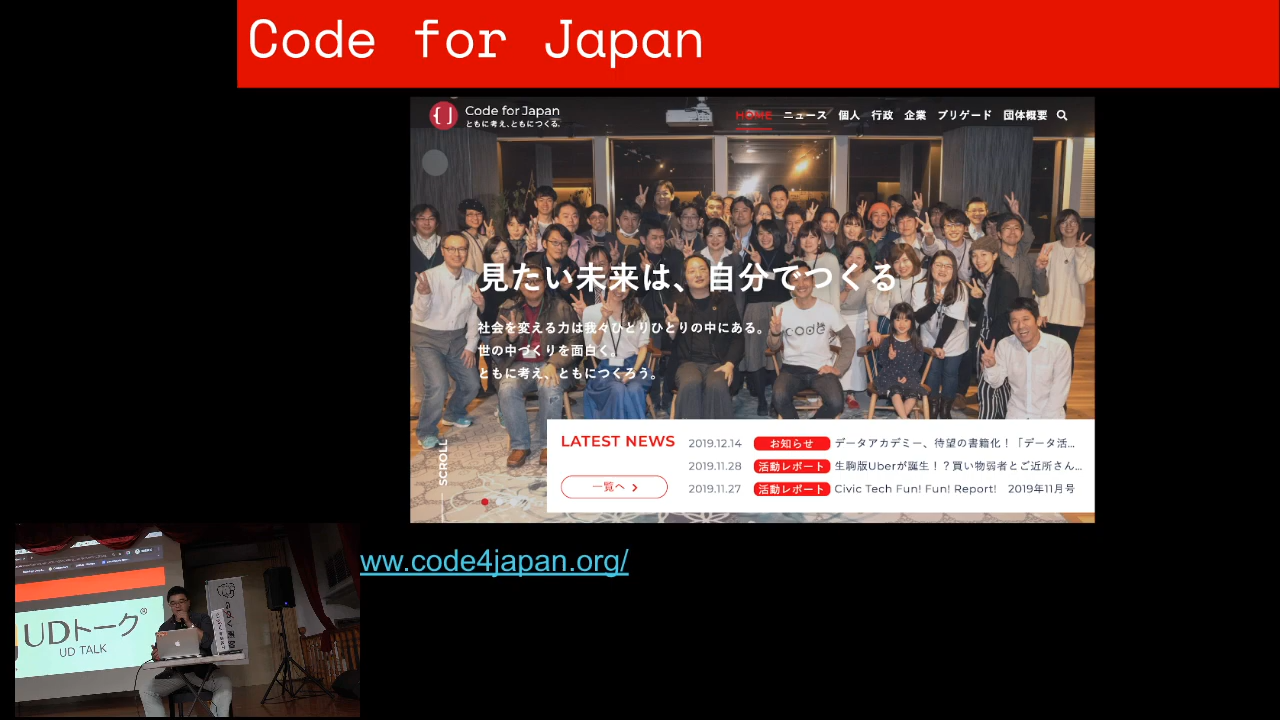 Code for Japan
Code for Japan
ともに考え、ともにつくる。
HOME ニュース 個人 行政 企業 ブリゲード 団体概要
見たい未来は、自分でつくる
社会を変える力は我々ひとりひとりの中にある。
世の中づくりを面白く。
ともに考え、ともにつくろう。
code
SCROLL
LATEST NEWS
一覧へ
2019.12.14 お知らせ データアカデミー、待望の書籍化！「データ活...
2019.11.28 活動レポート 生駒版Uberが誕生！？買い物弱者とご近所さん...
2019.11.27 活動レポート Civic Tech Fun! Fun! Report! 2019年11月号
ww.code4japan.org/
UDトーク®
UD TALK